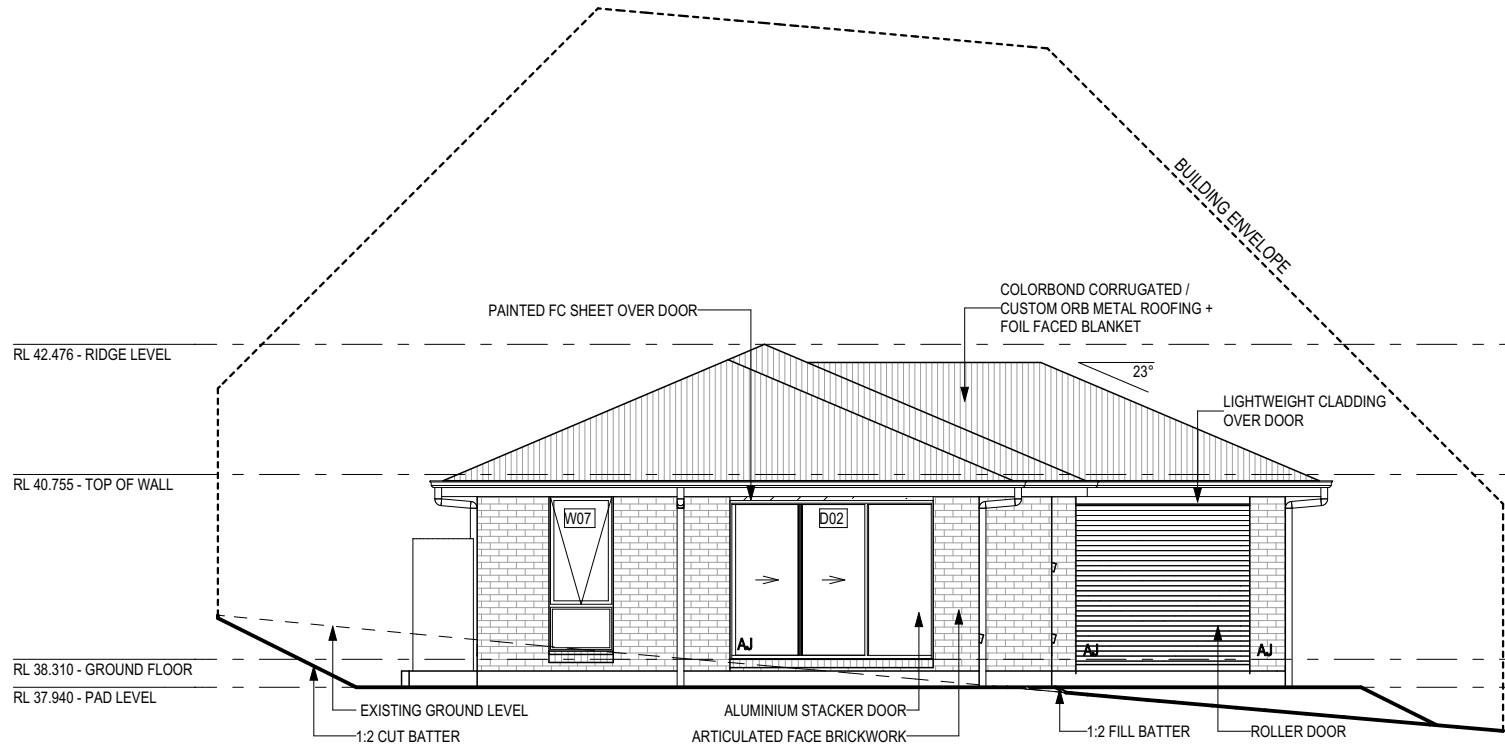 BUILDING ENVELOPE
COLORBOND CORRUGATED /
CUSTOM ORB METAL ROOFING +
FOIL FACED BLANKET
PAINTED FC SHEET OVER DOOR
RL 42.476 - RIDGE LEVEL
23°
LIGHTWEIGHT CLADDING
OVER DOOR
RL 40.755 - TOP OF WALL
W07
D02
AJ
AJ
AJ
RL 38.310 - GROUND FLOOR
RL 37.940 - PAD LEVEL
EXISTING GROUND LEVEL
ALUMINIUM STACKER DOOR
1:2 CUT BATTER
ARTICULATED FACE BRICKWORK
1:2 FILL BATTER
ROLLER DOOR